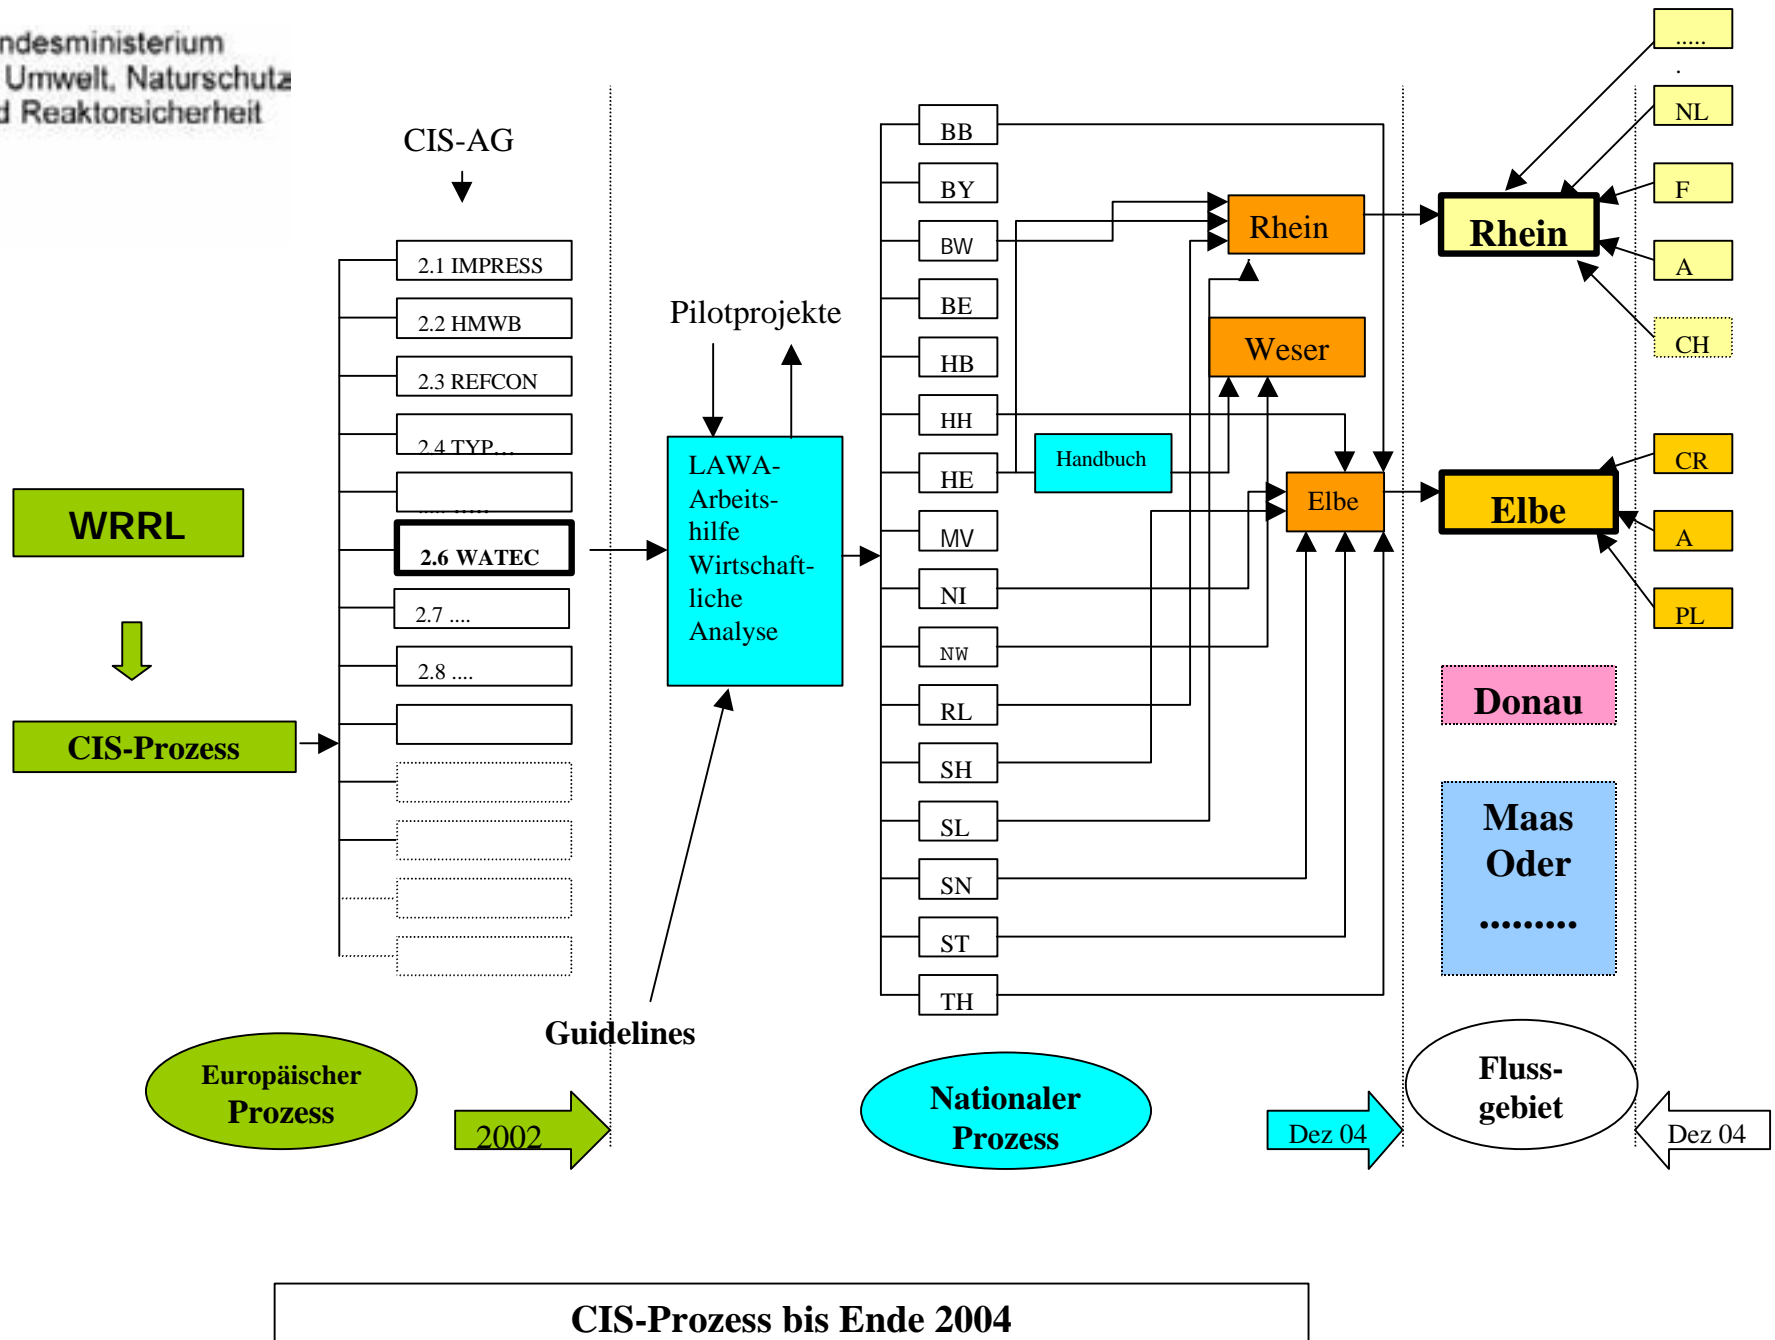 ndesministerium
Umwelt, Naturschutz
d Reaktorsicherheit
CIS-AG
2.1 IMPRESS
2.2 HMWB
2.3 REFCON
2.4 TYP...
..... .....
2.6 WATEC
2.7 ....
2.8 ....
WRRL
CIS-Prozess
Pilotprojekte
LAWA-
Arbeits-
hilfe
Wirtschaft-
liche
Analyse
Guidelines
BB
BY
BW
BE
HB
HH
HE
MV
NI
NW
RL
SH
SL
SN
ST
TH
Handbuch
Rhein
Weser
Elbe
Rhein
Elbe
Donau
Maas
Oder
.........
.....
.
NL
F
A
CH
CR
A
PL
Europäischer
Prozess
2002
Nationaler
Prozess
Dez 04
Fluss-
gebiet
Dez 04
CIS-Prozess bis Ende 2004